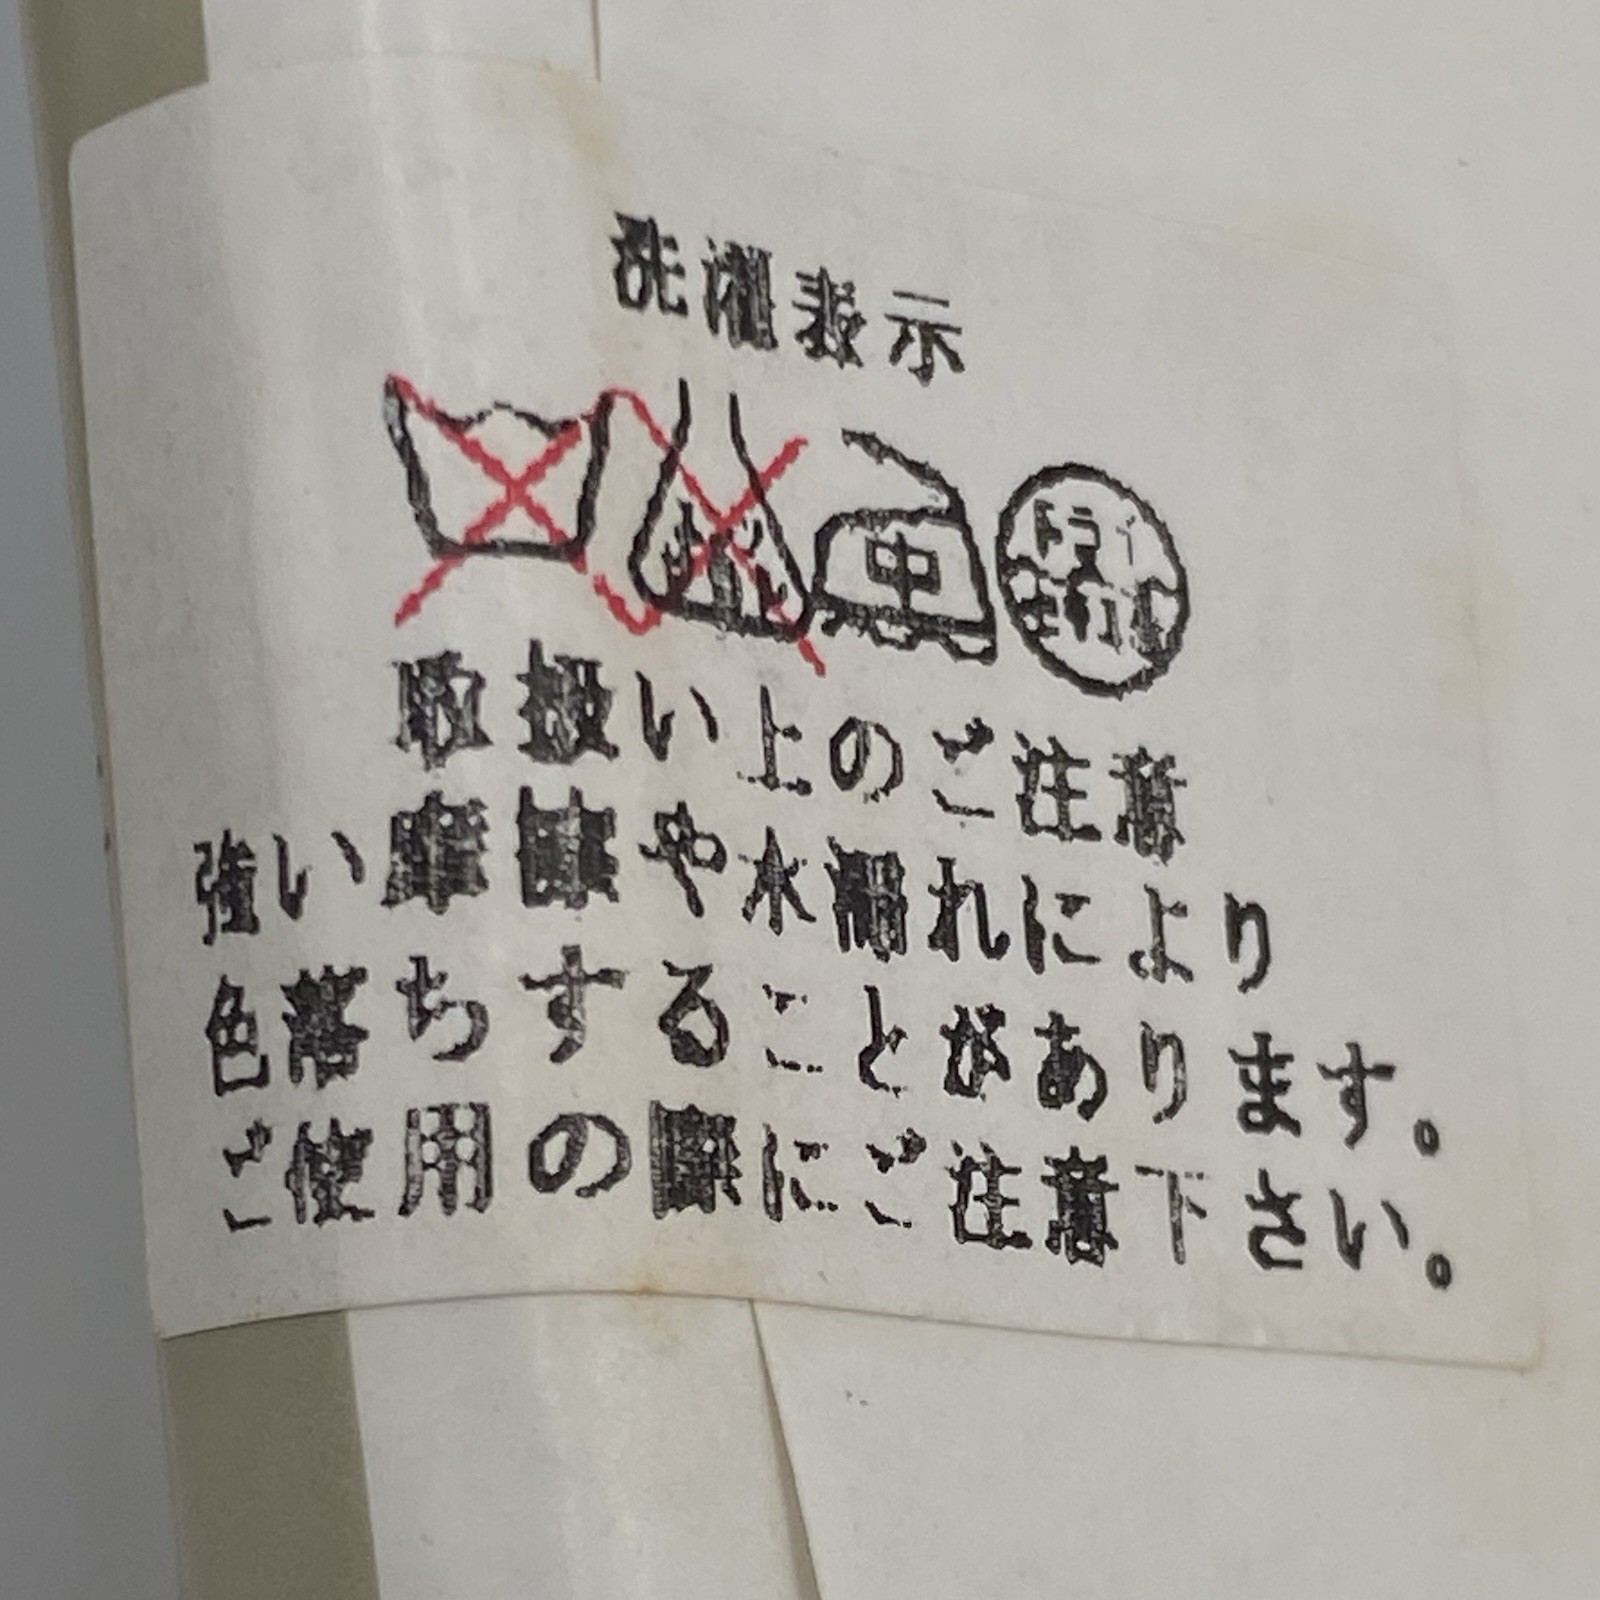 洗濯表示
中
ドライ
取扱い上のご注意
強い摩擦や水濡れにより
色落ちすることがあります。
ご使用の際にご注意下さい。